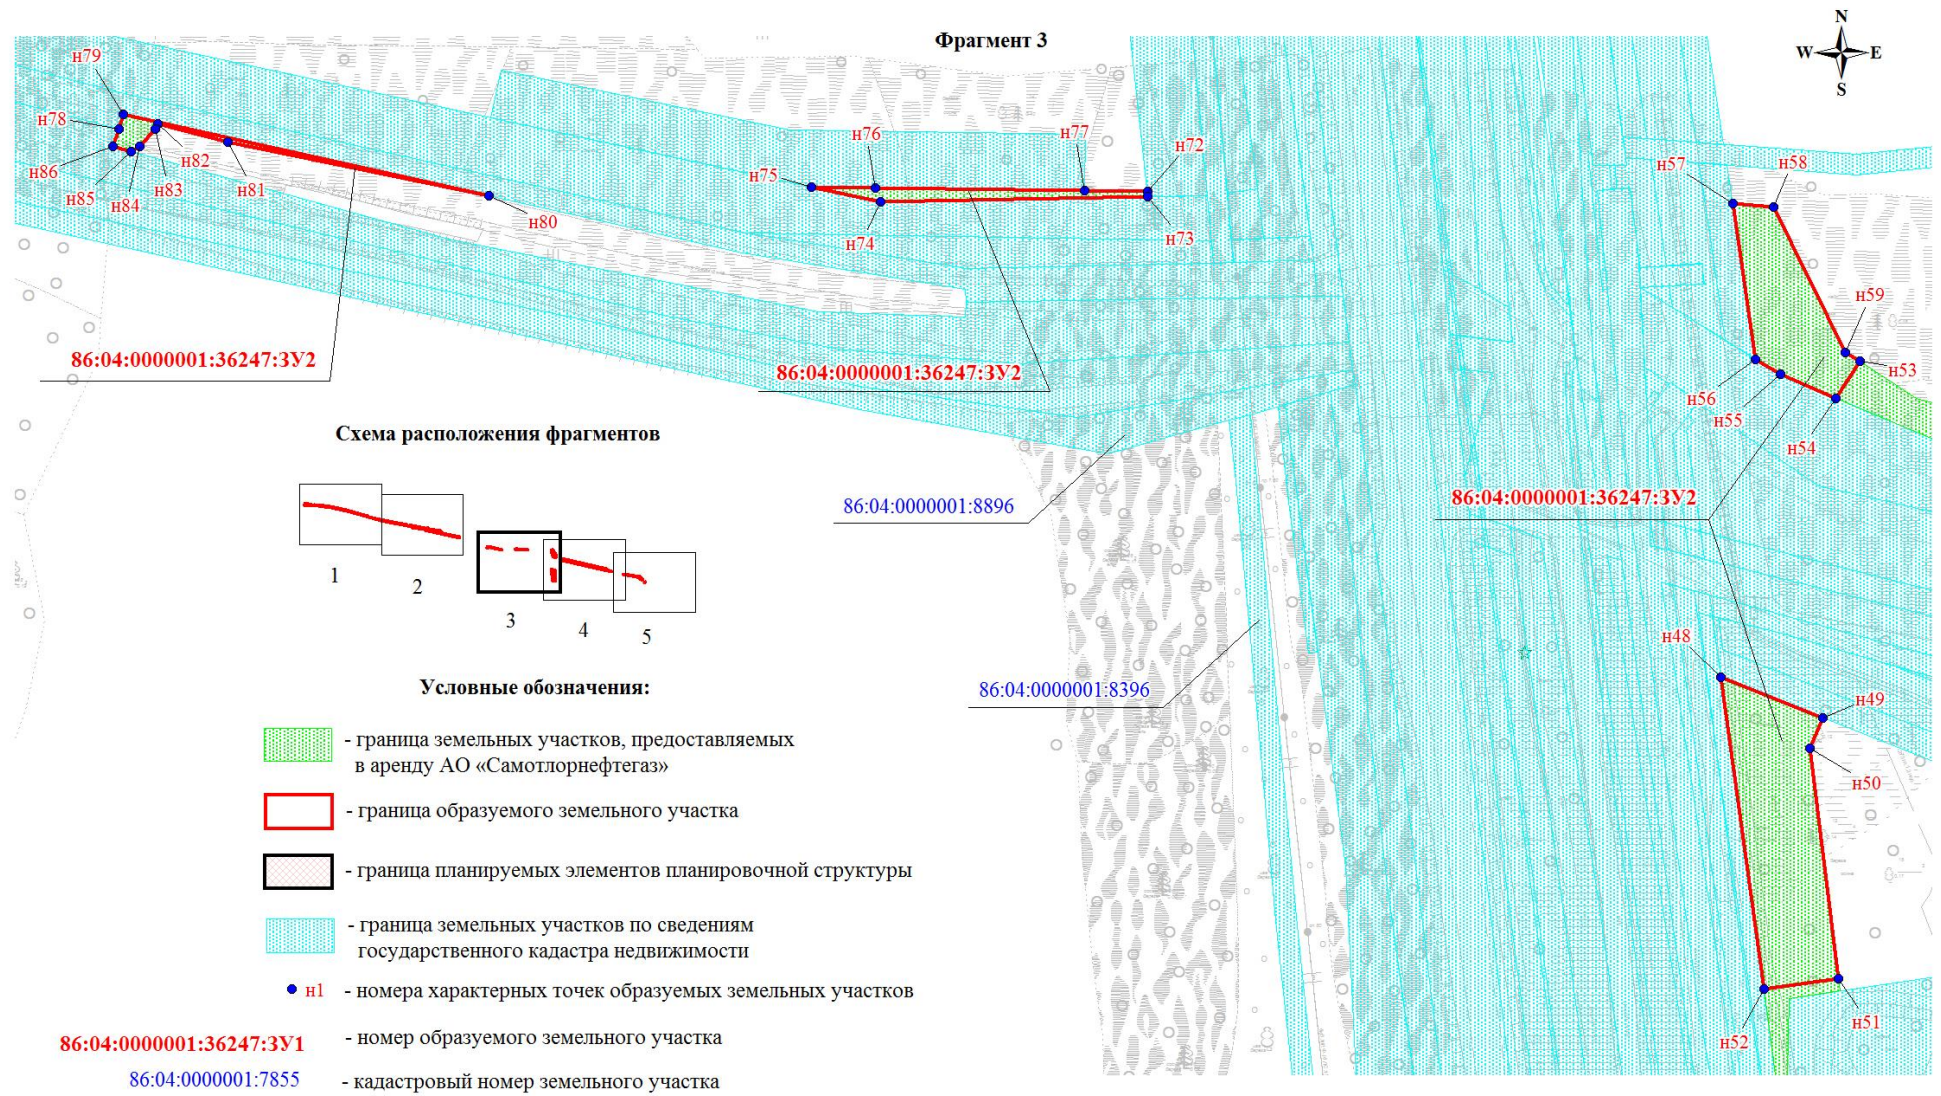 Фрагмент 3
N
W E
S
н79
н78
н86
н85
н84
н83
н82
н81
н80
н75
н76
н77
н72
н74
н73
н57
н58
н59
н53
н56
н55
н54
86:04:0000001:36247:ЗУ2
86:04:0000001:36247:ЗУ2
86:04:0000001:36247:ЗУ2
Схема расположения фрагментов
1
2
3
4
5
86:04:0000001:8896
86:04:0000001:8396
н48
н49
н50
н51
н52
Условные обозначения:
- граница земельных участков, предоставляемых
в аренду АО «Самотлорнефтегаз»
- граница образуемого земельного участка
- граница планируемых элементов планировочной структуры
- граница земельных участков по сведениям
государственного кадастра недвижимости
н1 - номера характерных точек образуемых земельных участков
86:04:0000001:36247:ЗУ1 - номер образуемого земельного участка
86:04:0000001:7855 - кадастровый номер земельного участка